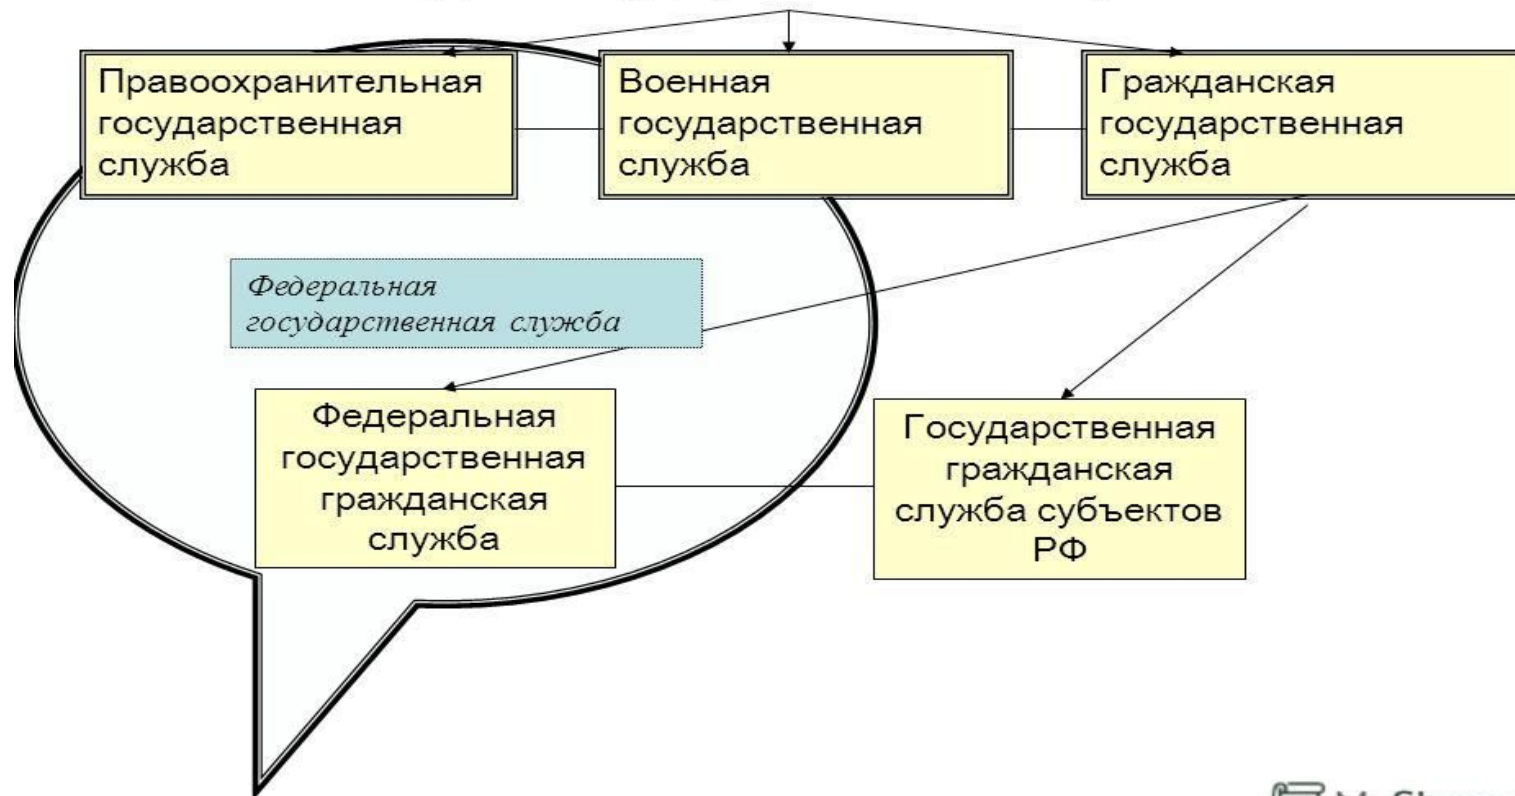 Правоохранительная
государственная
служба
Военная
государственная
служба
Гражданская
государственная
служба
Федеральная
государственная служба
Федеральная
государственная
гражданская
служба
Государственная
гражданская
служба субъектов
РФ